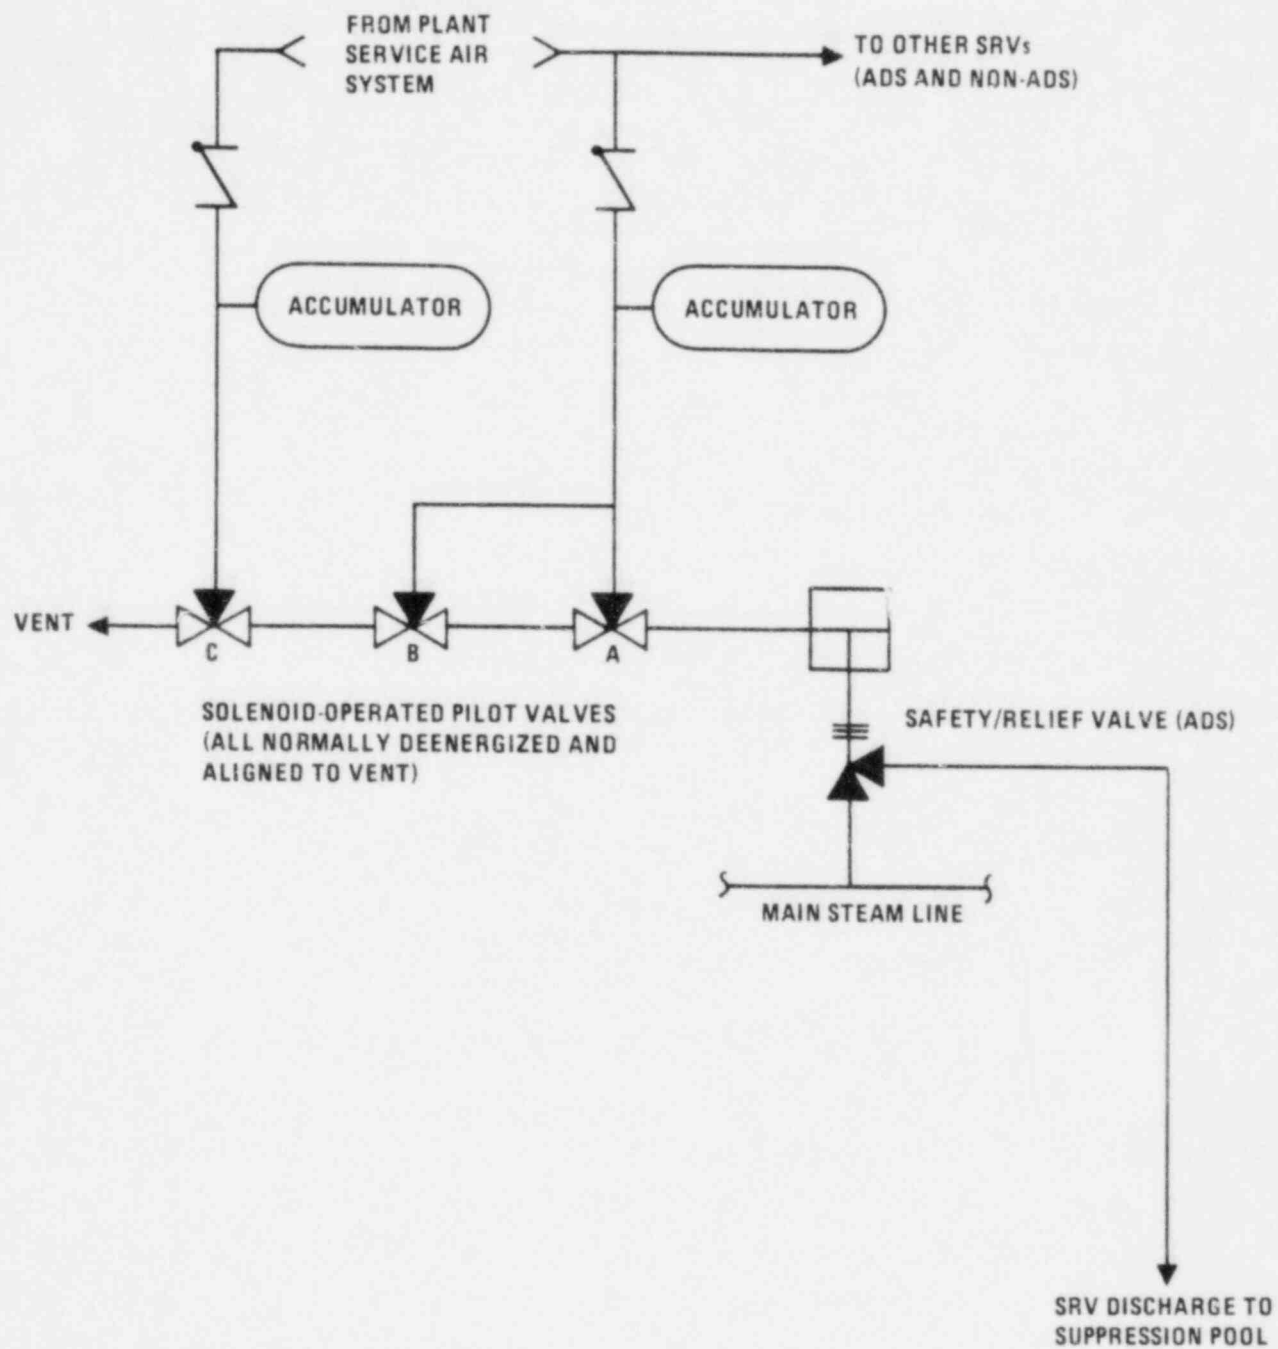 FROM PLANT
SERVICE AIR
SYSTEM
TO OTHER SRVs
(ADS AND NON-ADS)
ACCUMULATOR
ACCUMULATOR
VENT
C
B
A
SOLENOID-OPERATED PILOT VALVES
(ALL NORMALLY DEENERGIZED AND
ALIGNED TO VENT)
SAFETY/RELIEF VALVE (ADS)
MAIN STEAM LINE
SRV DISCHARGE TO
SUPPRESSION POOL